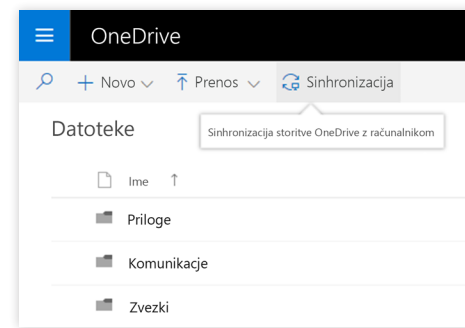 OneDrive
Novo Prenos Sinhronizacija
Datoteke
Sinhronizacija storitve OneDrive z računalnikom
Ime ↑
Priloge
Komunikacje
Zvezki